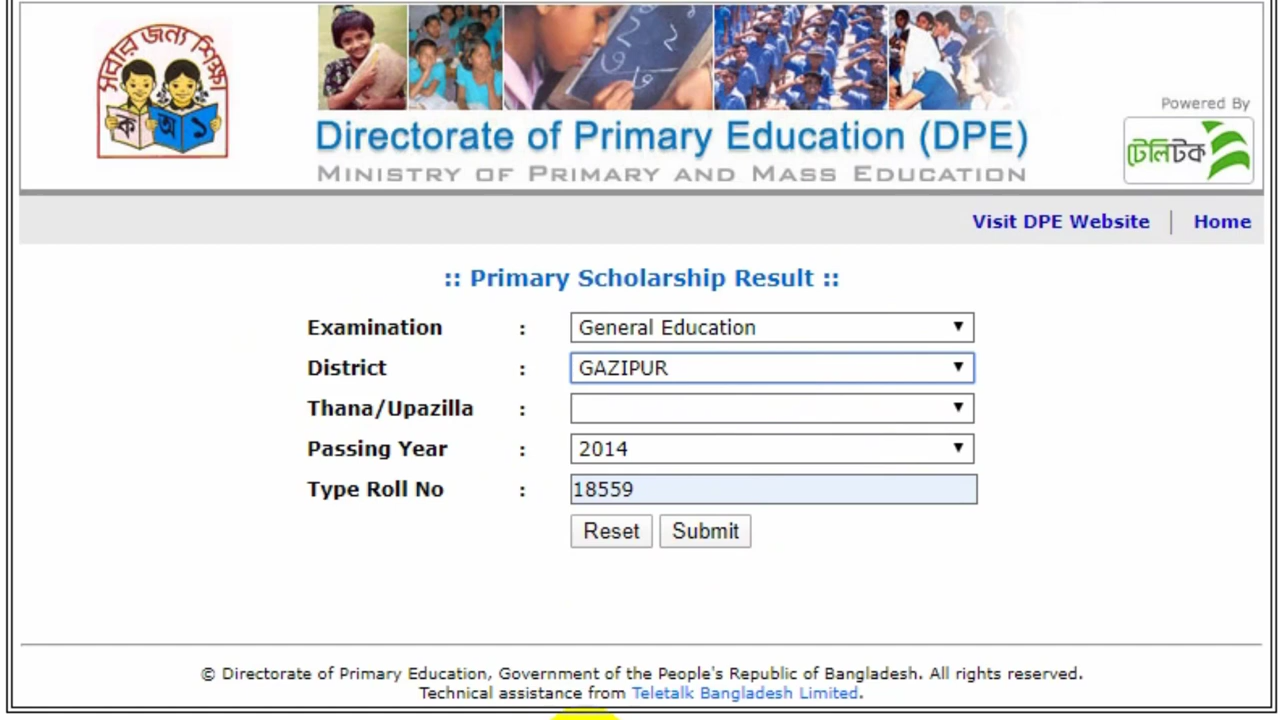 সবার জন্য শিক্ষা
ক অ ১
Directorate of Primary Education (DPE)
MINISTRY OF PRIMARY AND MASS EDUCATION
Powered By
টেলিটক
Visit DPE Website | Home
:: Primary Scholarship Result ::
Examination : General Education
District : GAZIPUR
Thana/Upazilla :
Passing Year : 2014
Type Roll No : 18559
Reset Submit
© Directorate of Primary Education, Government of the People's Republic of Bangladesh. All rights reserved.
Technical assistance from Teletalk Bangladesh Limited.